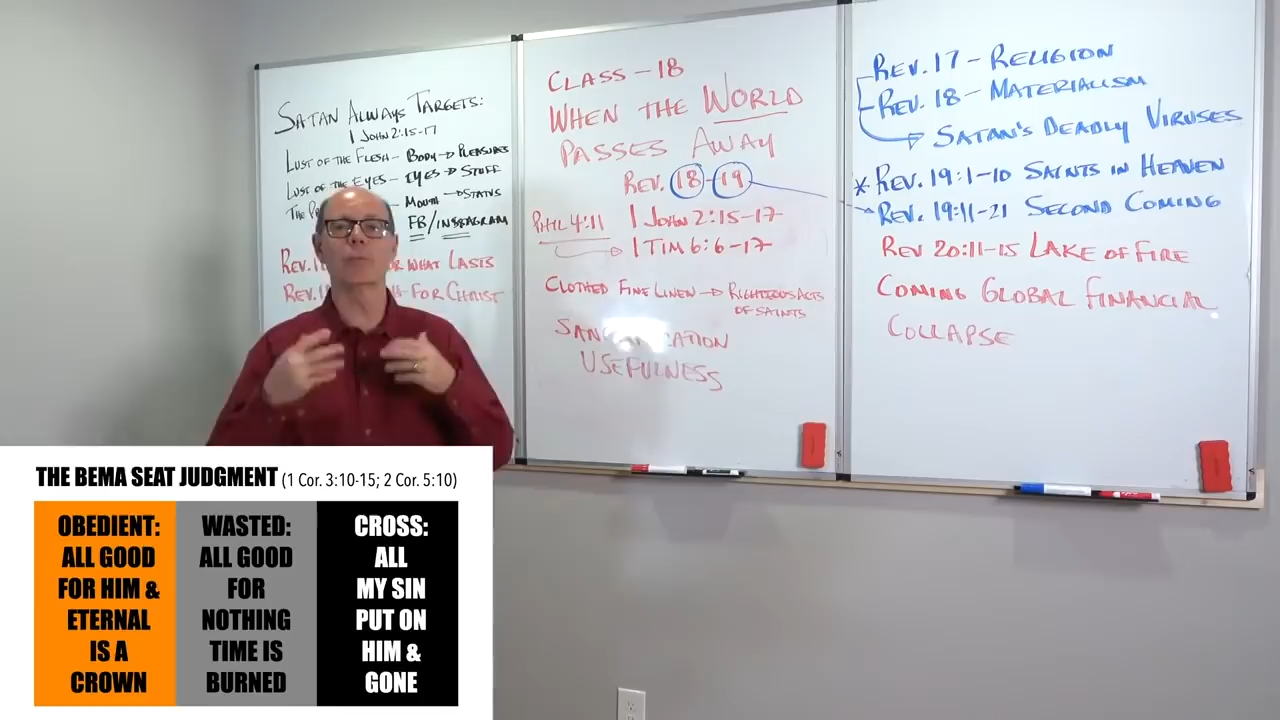 SATAN ALWAYS TARGETS:
1 JOHN 2:15-17
LUST OF THE FLESH - BODY → PLEASURES
LUST OF THE EYES - EYES → STUFF
THE MOUTH → STATUS
FB/INSTAGRAM
REV. WHAT LASTS
REV. FOR CHRIST
CLASS - 18
WHEN THE WORLD
PASSES AWAY
REV. 18-19
PHIL 4:11 1 JOHN 2:15-17
1 TIM 6:6-17
CLOTHED FINE LINEN → RIGHTEOUS ACTS
OF SAINTS
USEFULNESS
REV. 17 - RELIGION
REV. 18 - MATERIALISM
SATAN'S DEADLY VIRUSES
* REV. 19:1-10 SAINTS IN HEAVEN
REV. 19:11-21 SECOND COMING
REV 20:11-15 LAKE OF FIRE
COMING GLOBAL FINANCIAL
COLLAPSE
THE BEMA SEAT JUDGMENT (1 Cor. 3:10-15; 2 Cor. 5:10)
OBEDIENT:
ALL GOOD
FOR HIM &
ETERNAL
IS A
CROWN
WASTED:
ALL GOOD
FOR
NOTHING
TIME IS
BURNED
CROSS:
ALL
MY SIN
PUT ON
HIM &
GONE